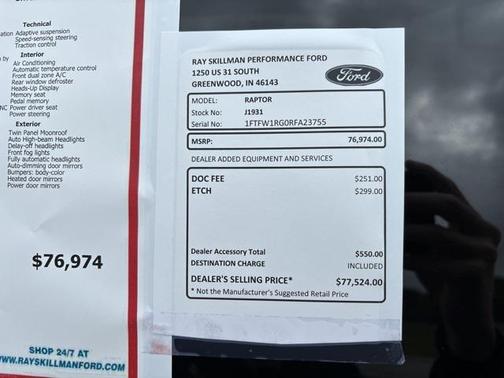 Technical
Adaptive suspension
Speed-sensing steering
Traction control
Interior
Air Conditioning
Automatic temperature control
Front dual zone A/C
Rear window defroster
Heads-Up Display
Memory seat
Pedal memory
Power driver seat
Power steering
Exterior
Twin Panel Moonroof
Auto High-beam Headlights
Delay-off headlights
Front fog lights
Fully automatic headlights
Auto-dimming door mirrors
Bumpers: body-color
Heated door mirrors
Power door mirrors
$76,974
SHOP 24/7 AT
WWW.RAYSKILLMANFORD.COM
RAY SKILLMAN PERFORMANCE FORD
1250 US 31 SOUTH
GREENWOOD, IN 46143
Ford
MODEL: RAPTOR
Stock No: J1931
Serial No: 1FTFW1RG0RFA23755
MSRP: 76,974.00
DEALER ADDED EQUIPMENT AND SERVICES
DOC FEE $251.00
ETCH $299.00
Dealer Accessory Total $550.00
DESTINATION CHARGE INCLUDED
DEALER'S SELLING PRICE* $77,524.00
* Not the Manufacturer's Suggested Retail Price